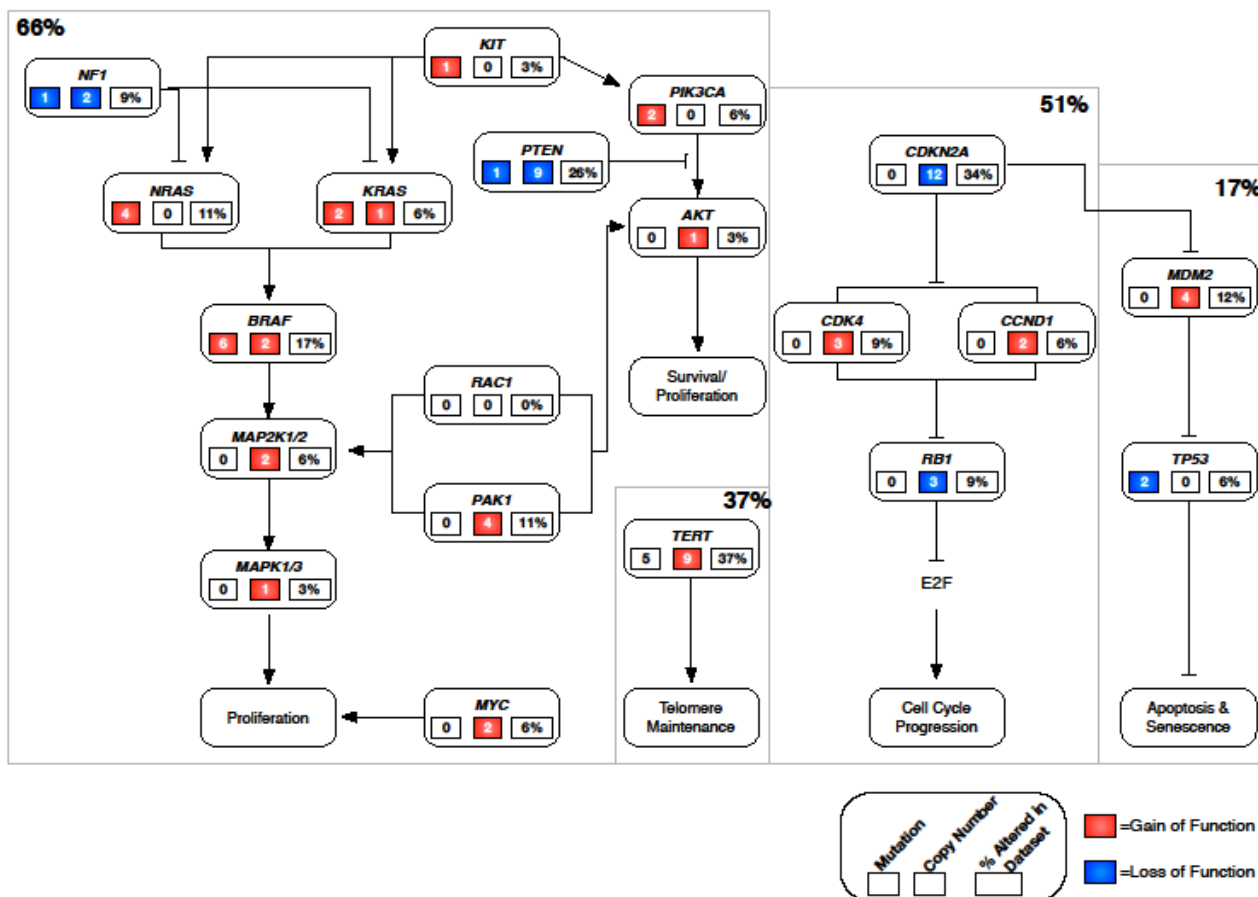 66%
KIT
1 0 3%
NF1
1 2 9%
PIK3CA
2 0 6%
51%
PTEN
1 9 26%
CDKN2A
0 12 34%
17%
NRAS
4 0 11%
KRAS
2 1 6%
AKT
0 1 3%
MDM2
0 4 12%
BRAF
6 2 17%
CDK4
0 3 9%
CCND1
0 2 6%
RAC1
0 0 0%
Survival/
Proliferation
MAP2K1/2
0 2 6%
RB1
0 3 9%
TP53
2 0 6%
PAK1
0 4 11%
37%
TERT
5 9 37%
MAPK1/3
0 1 3%
E2F
Proliferation
MYC
0 2 6%
Telomere
Maintenance
Cell Cycle
Progression
Apoptosis &
Senescence
Mutation
Copy Number
% Altered in
Dataset
=Gain of Function
=Loss of Function